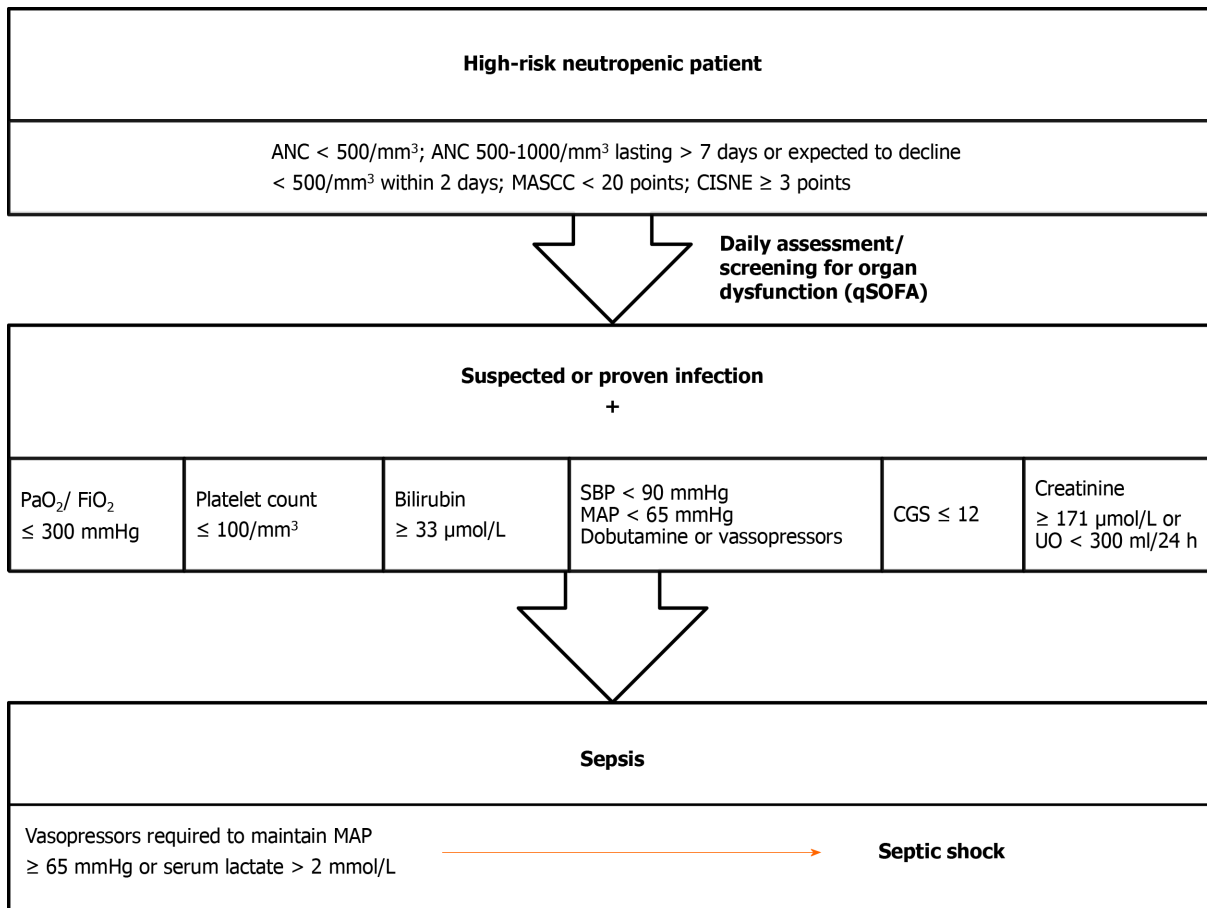 High-risk neutropenic patient
ANC < 500/mm³; ANC 500-1000/mm³ lasting > 7 days or expected to decline
< 500/mm³ within 2 days; MASCC < 20 points; CISNE ≥ 3 points
Daily assessment/
screening for organ
dysfunction (qSOFA)
Suspected or proven infection
+
PaO₂/ FiO₂
≤ 300 mmHg
Platelet count
≤ 100/mm³
Bilirubin
≥ 33 µmol/L
SBP < 90 mmHg
MAP < 65 mmHg
Dobutamine or vassopressors
CGS ≤ 12
Creatinine
≥ 171 µmol/L or
UO < 300 ml/24 h
Sepsis
Vasopressors required to maintain MAP
≥ 65 mmHg or serum lactate > 2 mmol/L
Septic shock